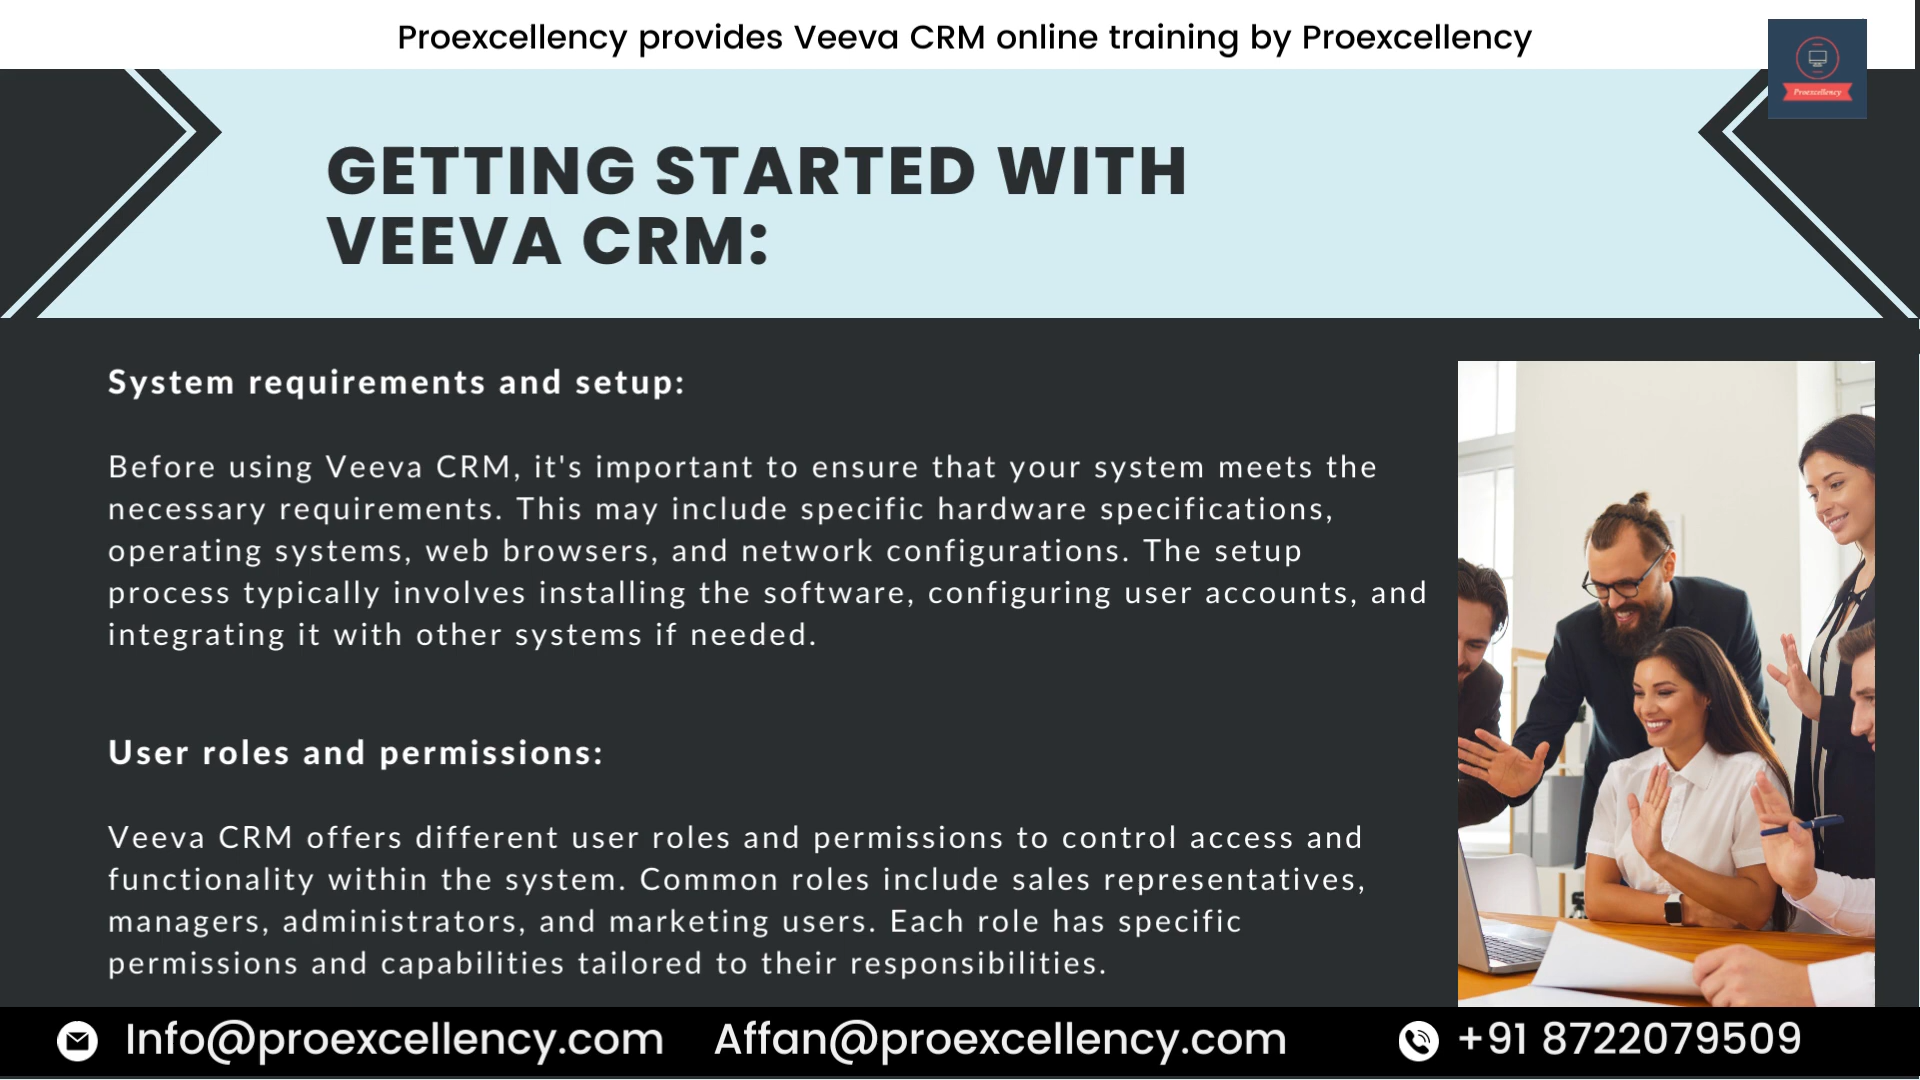 Proexcellency provides Veeva CRM online training by Proexcellency
Proexcellency
GETTING STARTED WITH
VEEVA CRM:
System requirements and setup:
Before using Veeva CRM, it's important to ensure that your system meets the
necessary requirements. This may include specific hardware specifications,
operating systems, web browsers, and network configurations. The setup
process typically involves installing the software, configuring user accounts, and
integrating it with other systems if needed.
User roles and permissions:
Veeva CRM offers different user roles and permissions to control access and
functionality within the system. Common roles include sales representatives,
managers, administrators, and marketing users. Each role has specific
permissions and capabilities tailored to their responsibilities.
Info@proexcellency.com Affan@proexcellency.com +91 8722079509